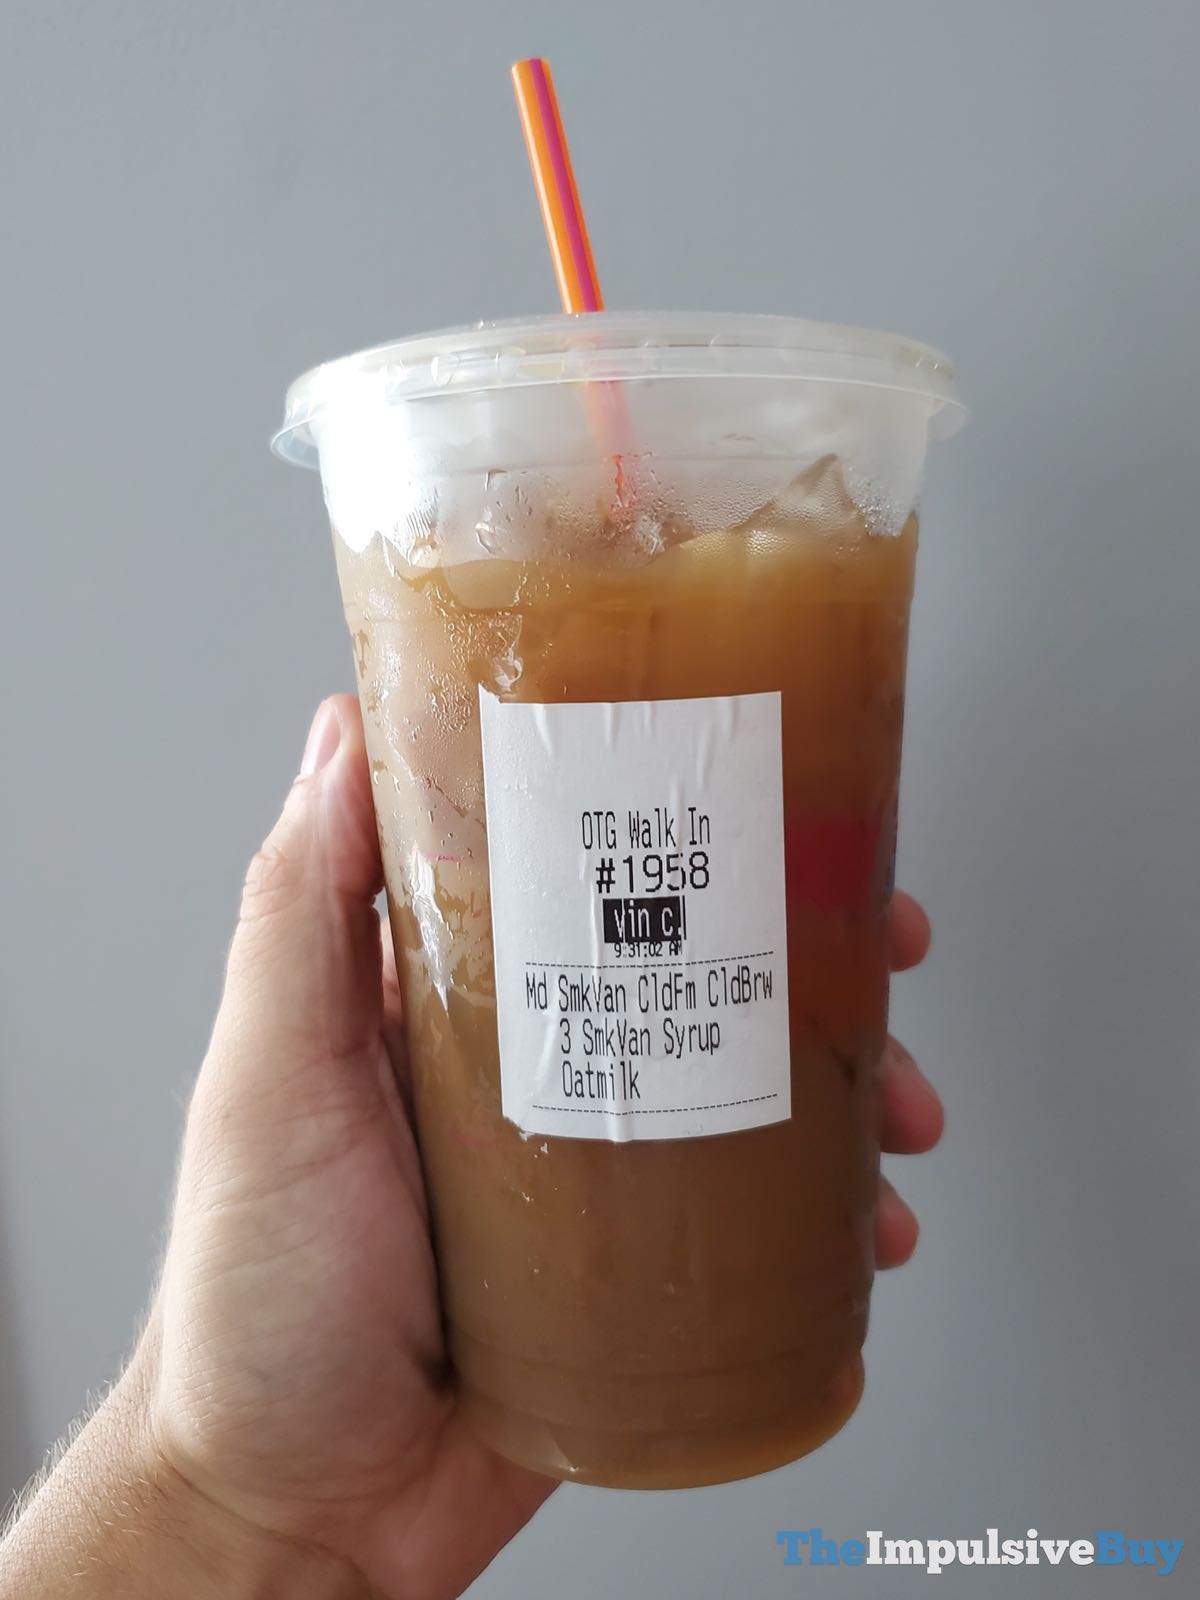 OTG Walk In
#1958
vin c.
9:31:02 AM
Md SmkVan CldFm CldBrw
3 SmkVan Syrup
Oatmilk
TheImpulsiveBuy